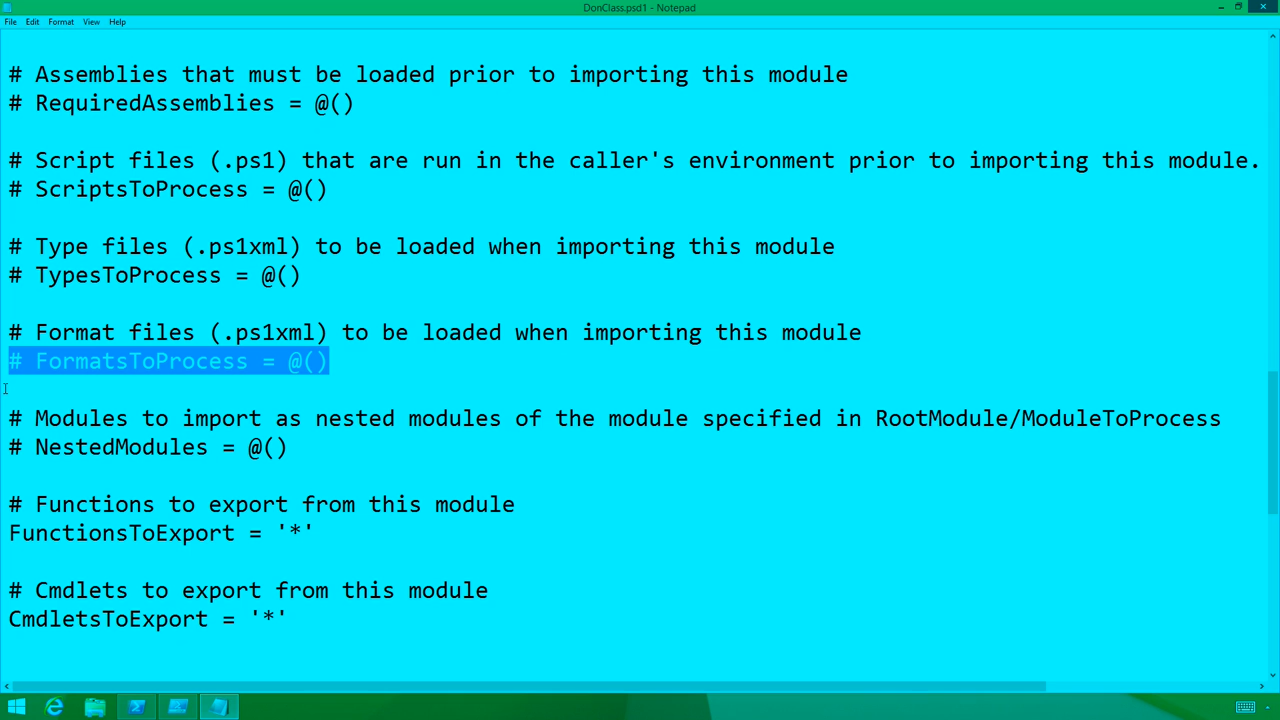 DonClass.psd1 - Notepad
File Edit Format View Help
# Assemblies that must be loaded prior to importing this module
# RequiredAssemblies = @()
# Script files (.ps1) that are run in the caller's environment prior to importing this module.
# ScriptsToProcess = @()
# Type files (.ps1xml) to be loaded when importing this module
# TypesToProcess = @()
# Format files (.ps1xml) to be loaded when importing this module
# FormatsToProcess = @()
# Modules to import as nested modules of the module specified in RootModule/ModuleToProcess
# NestedModules = @()
# Functions to export from this module
FunctionsToExport = '*'
# Cmdlets to export from this module
CmdletsToExport = '*'